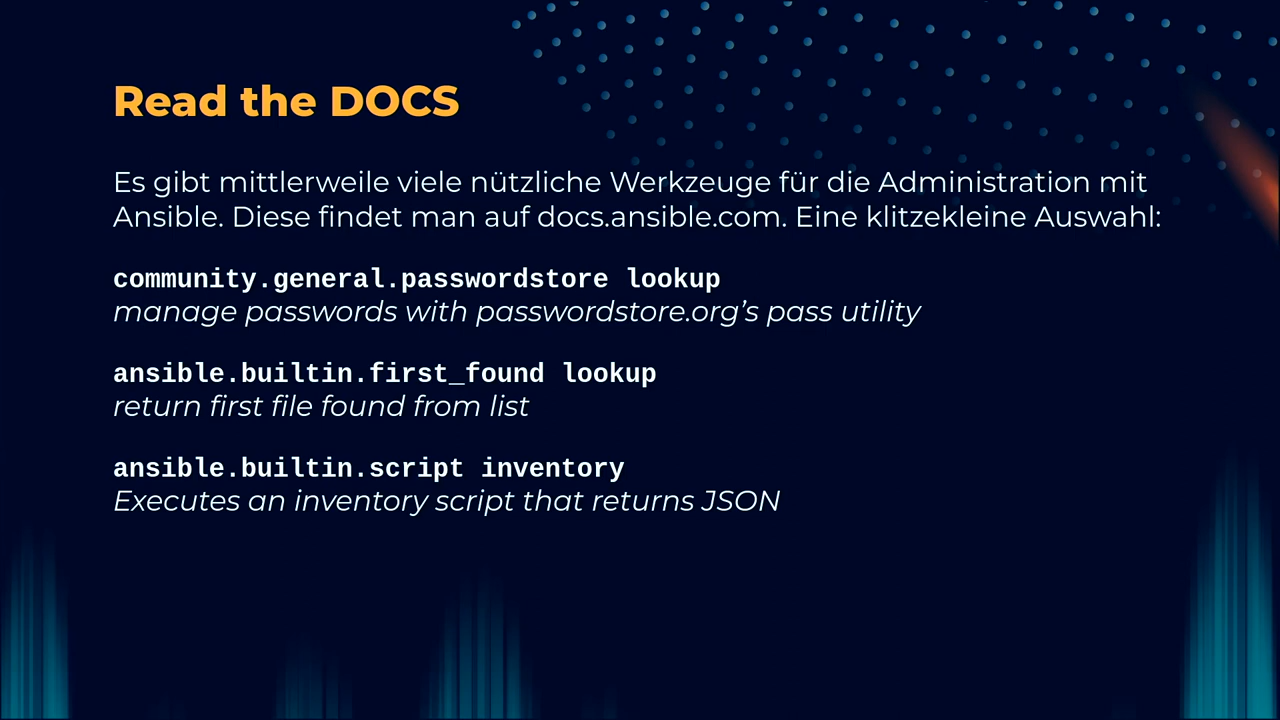 Read the DOCS
Es gibt mittlerweile viele nützliche Werkzeuge für die Administration mit
Ansible. Diese findet man auf docs.ansible.com. Eine klitzekleine Auswahl:
community.general.passwordstore lookup
manage passwords with passwordstore.org’s pass utility
ansible.builtin.first_found lookup
return first file found from list
ansible.builtin.script inventory
Executes an inventory script that returns JSON